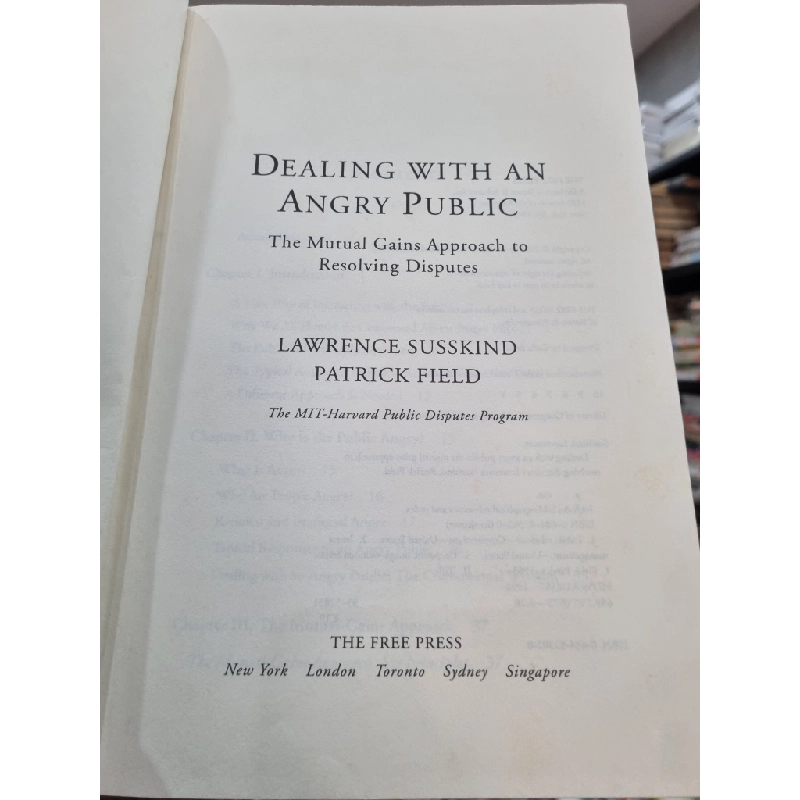 DEALING WITH AN
ANGRY PUBLIC
The Mutual Gains Approach to
Resolving Disputes
LAWRENCE SUSSKIND
PATRICK FIELD
The MIT-Harvard Public Disputes Program
THE FREE PRESS
New York London Toronto Sydney Singapore